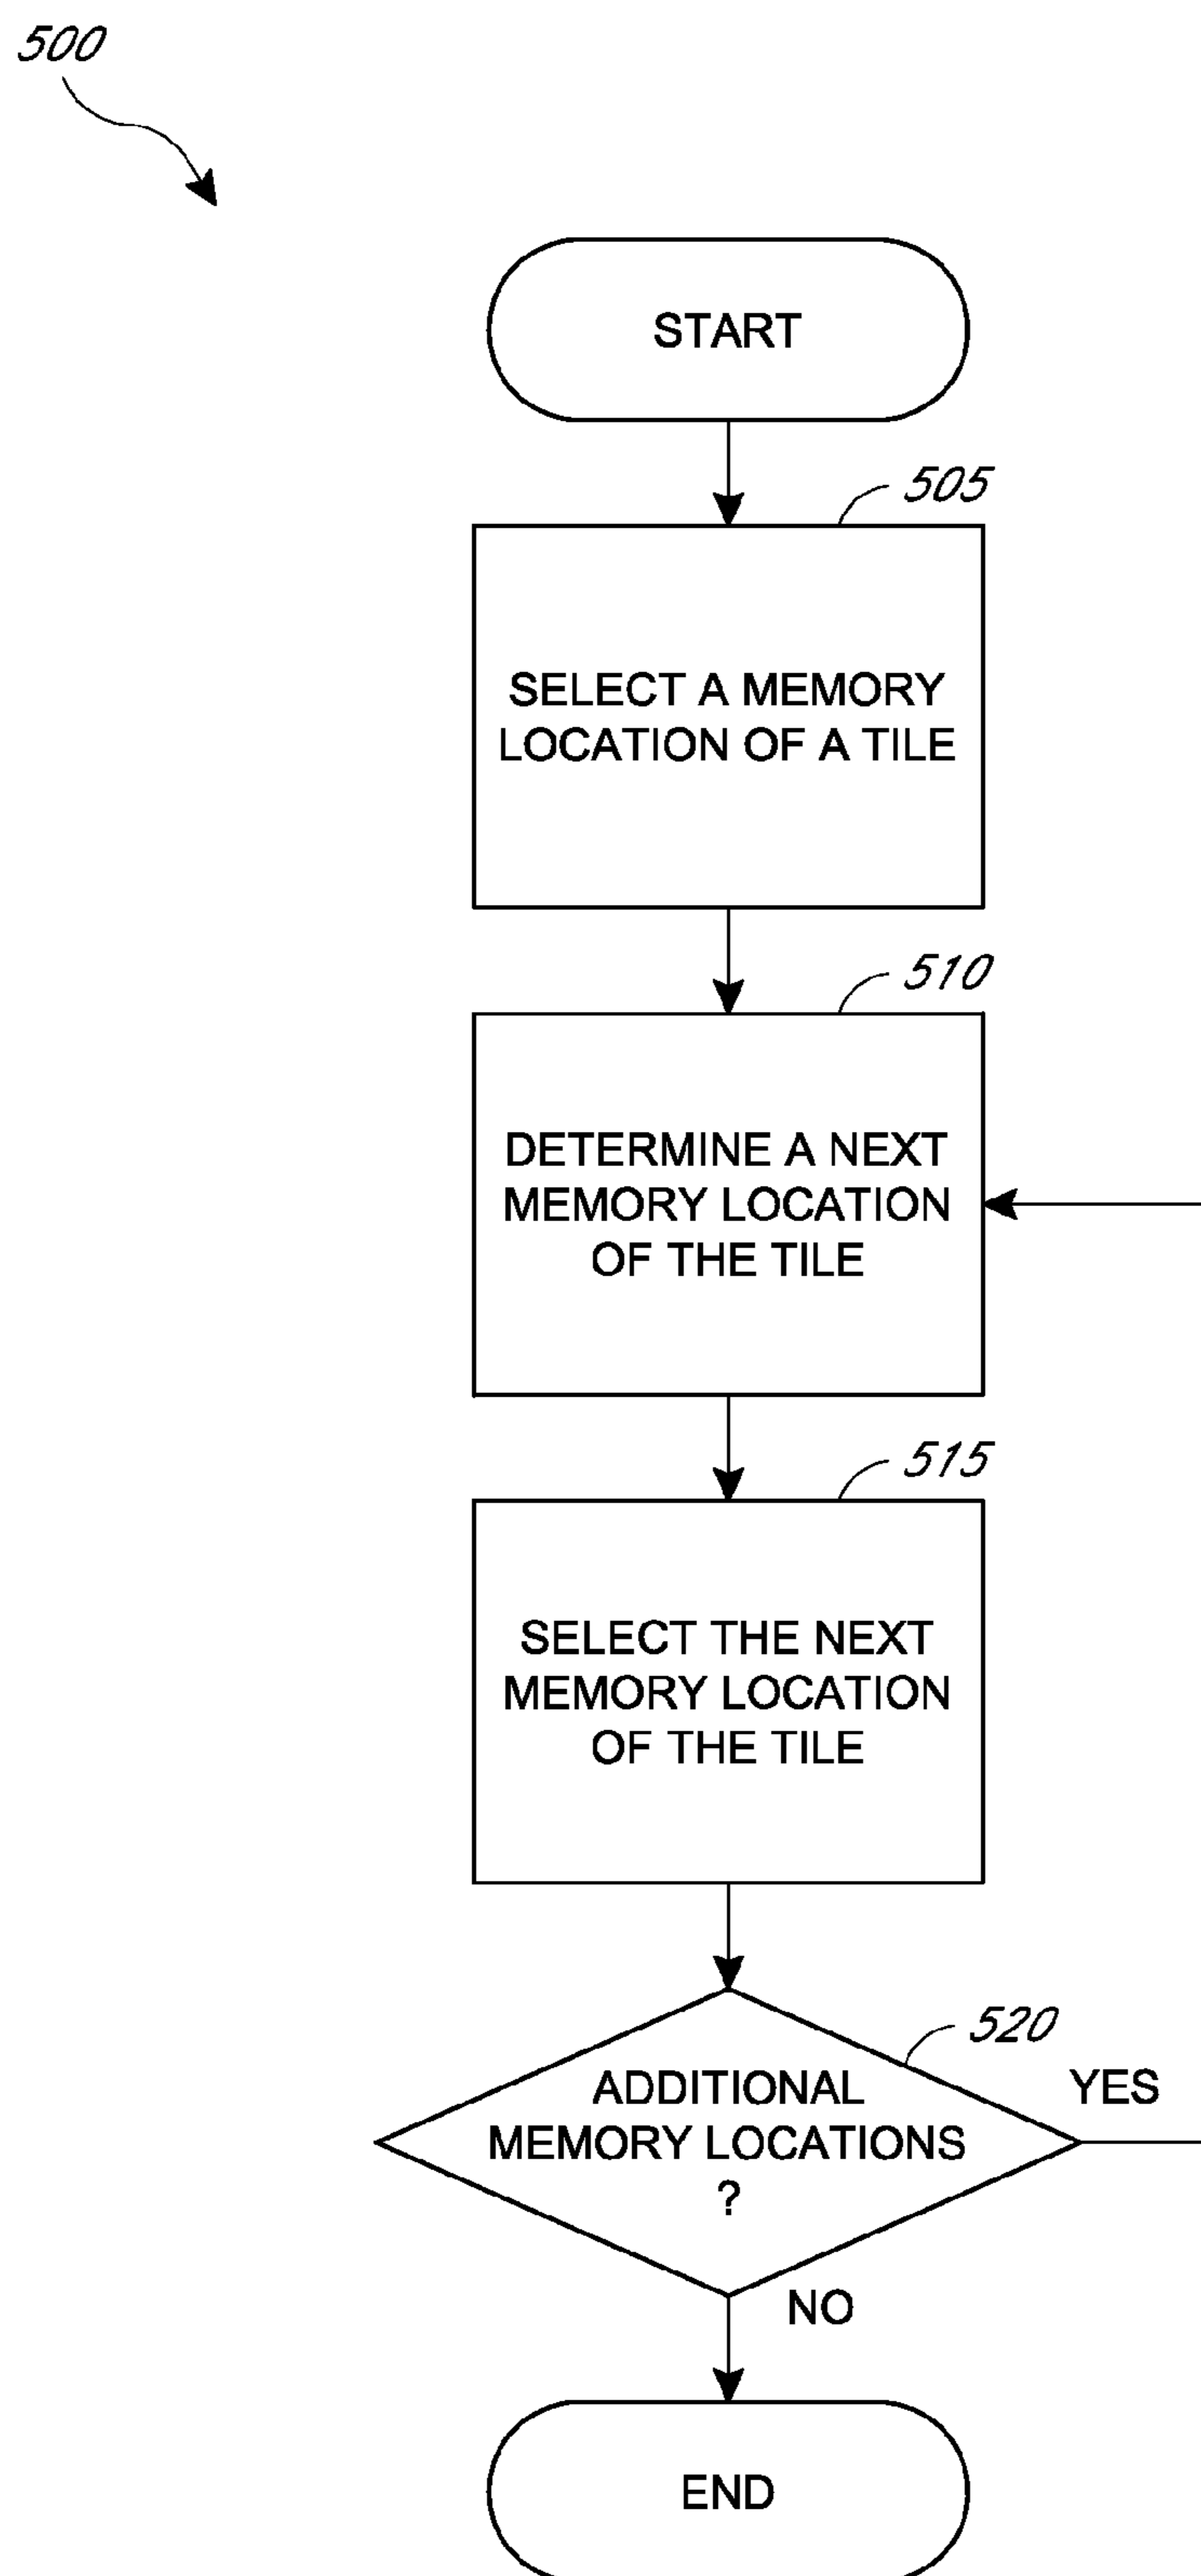 500
START
505
SELECT A MEMORY
LOCATION OF A TILE
510
DETERMINE A NEXT
MEMORY LOCATION
OF THE TILE
515
SELECT THE NEXT
MEMORY LOCATION
OF THE TILE
520
ADDITIONAL
MEMORY LOCATIONS
?
YES
NO
END